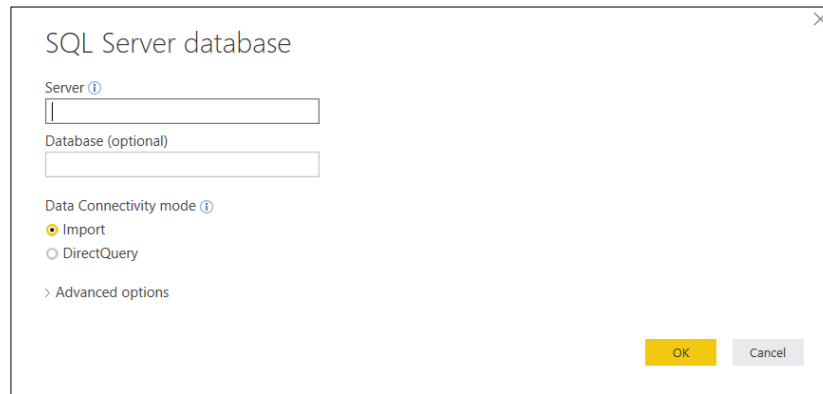 SQL Server database
Server
Database (optional)
Data Connectivity mode
Import
DirectQuery
Advanced options
OK Cancel